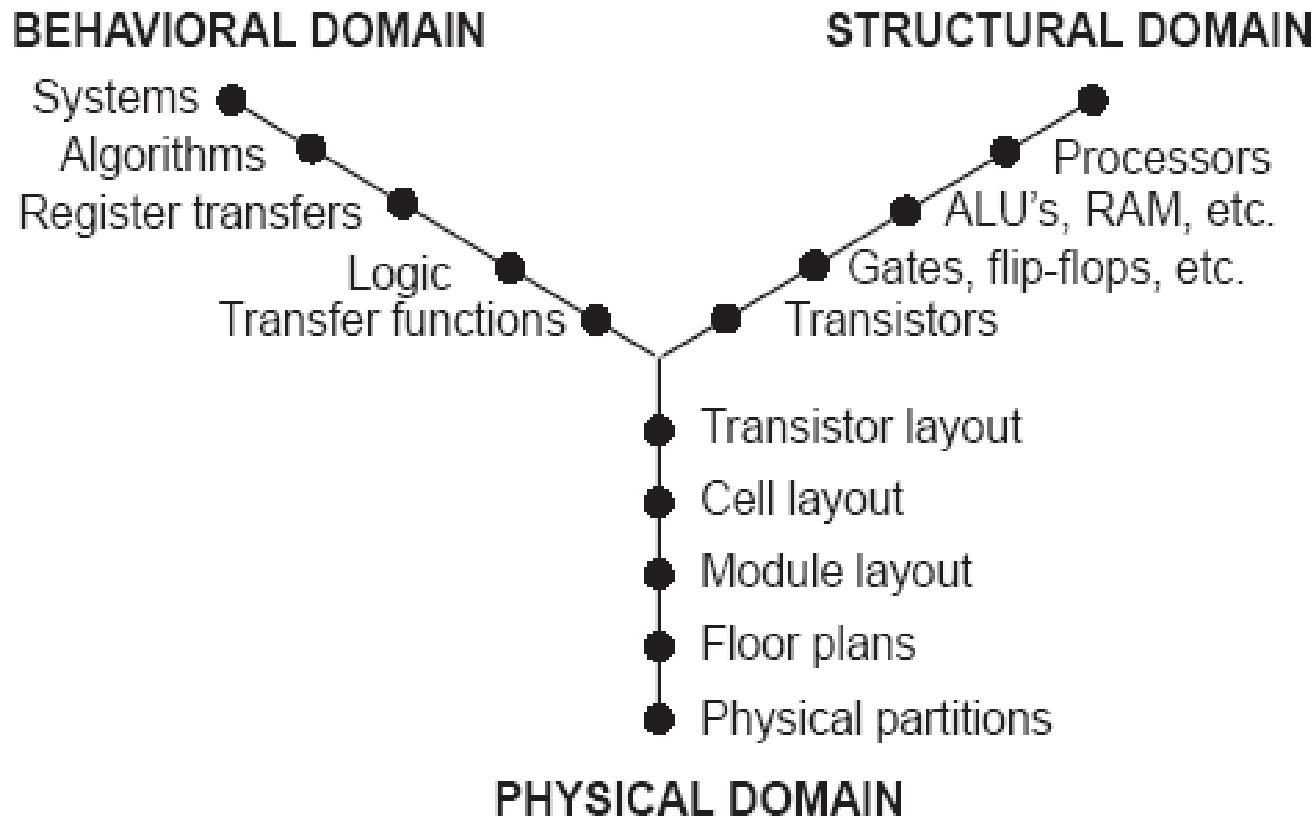 BEHAVIORAL DOMAIN
STRUCTURAL DOMAIN
Systems
Algorithms
Register transfers
Logic
Transfer functions
Processors
ALU's, RAM, etc.
Gates, flip-flops, etc.
Transistors
Transistor layout
Cell layout
Module layout
Floor plans
Physical partitions
PHYSICAL DOMAIN